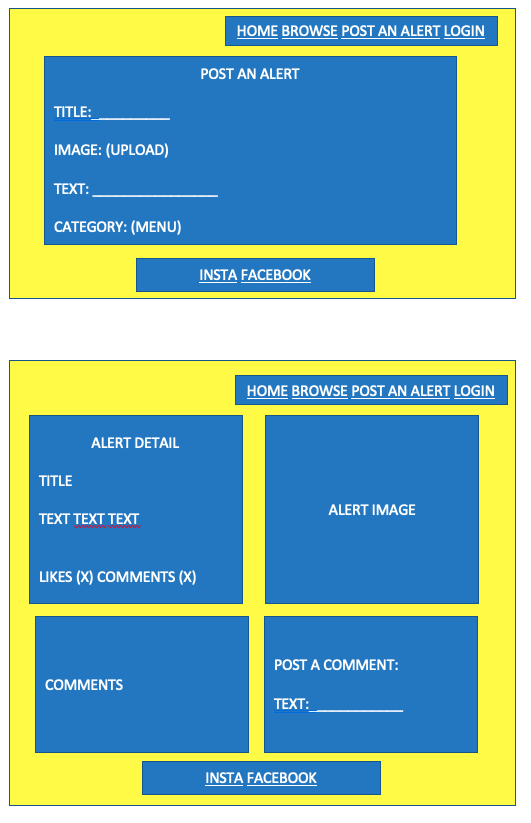 HOME BROWSE POST AN ALERT LOGIN
POST AN ALERT
TITLE:_ __________
IMAGE: (UPLOAD)
TEXT: __________________
CATEGORY: (MENU)
INSTA FACEBOOK
HOME BROWSE POST AN ALERT LOGIN
ALERT DETAIL
TITLE
TEXT TEXT TEXT
LIKES (X) COMMENTS (X)
ALERT IMAGE
COMMENTS
POST A COMMENT:
TEXT:_ ____________
INSTA FACEBOOK